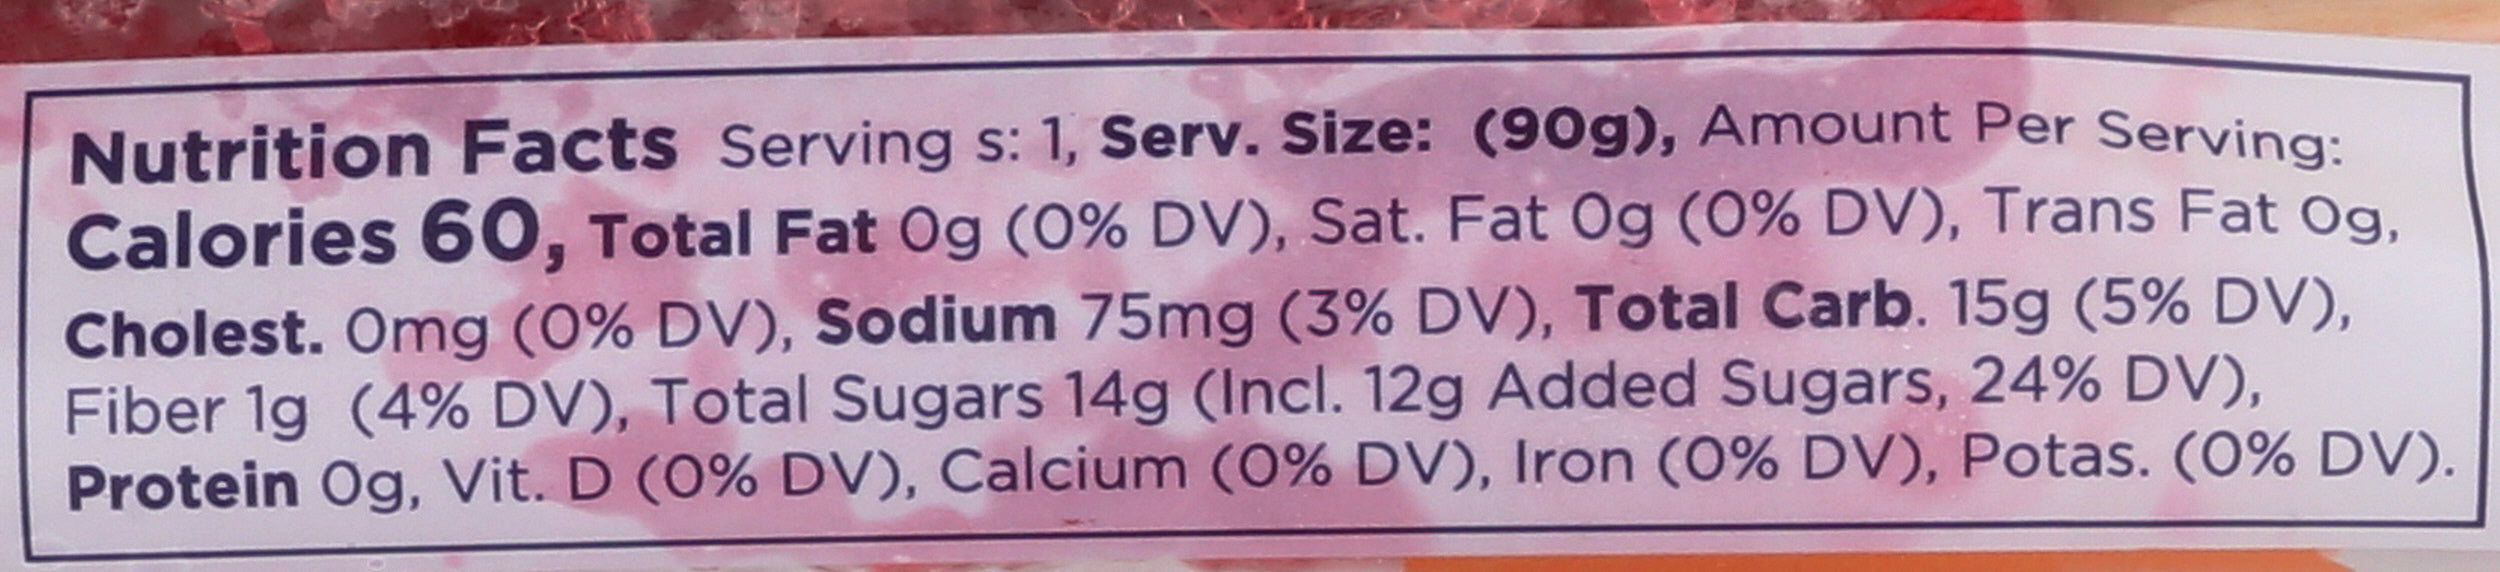 Nutrition Facts Serving s: 1, Serv. Size: (90g), Amount Per Serving:
Calories 60, Total Fat 0g (0% DV), Sat. Fat 0g (0% DV), Trans Fat 0g,
Cholest. 0mg (0% DV), Sodium 75mg (3% DV), Total Carb. 15g (5% DV),
Fiber 1g (4% DV), Total Sugars 14g (Incl. 12g Added Sugars, 24% DV),
Protein 0g, Vit. D (0% DV), Calcium (0% DV), Iron (0% DV), Potas. (0% DV).